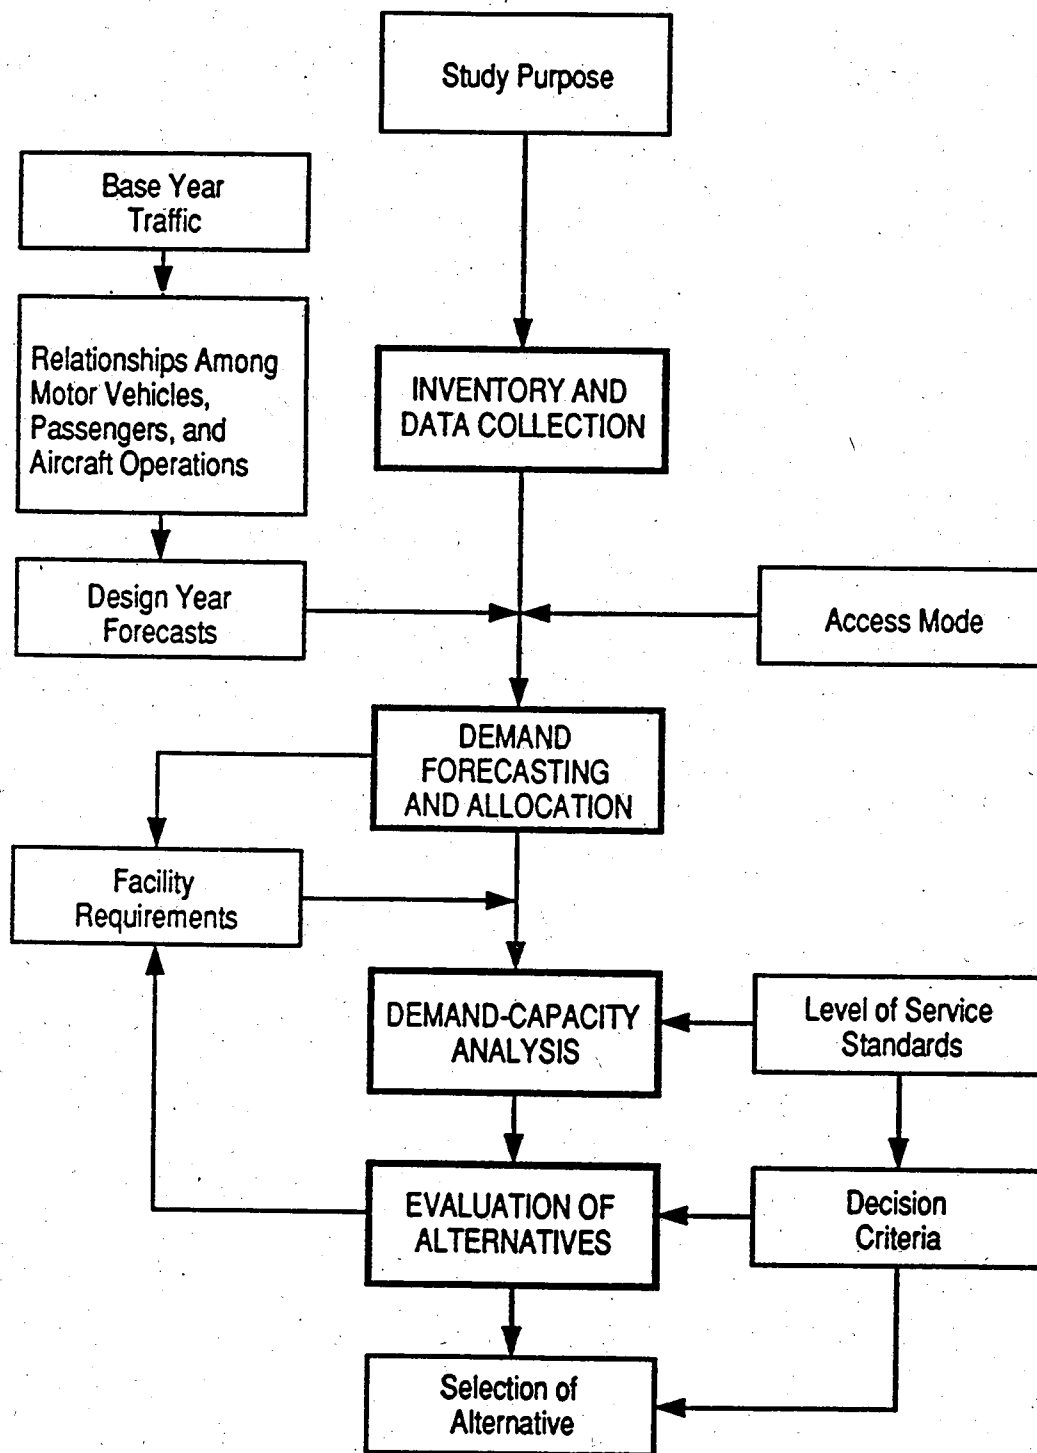 Study Purpose
Base Year
Traffic
Relationships Among
Motor Vehicles,
Passengers, and
Aircraft Operations
INVENTORY AND
DATA COLLECTION
Design Year
Forecasts
Access Mode
DEMAND
FORECASTING
AND ALLOCATION
Facility
Requirements
DEMAND-CAPACITY
ANALYSIS
Level of Service
Standards
EVALUATION OF
ALTERNATIVES
Decision
Criteria
Selection of
Alternative